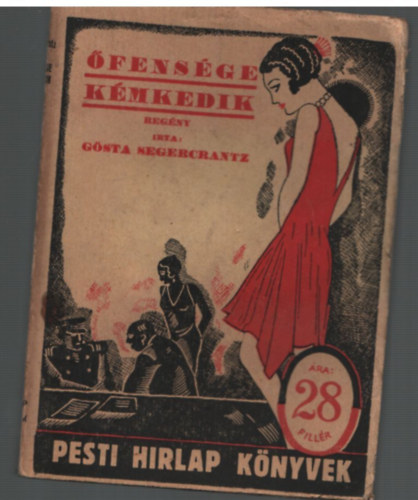 ŐFENSÉGE
KÉMKEDIK
REGÉNY
IRTA:
GÖSTA SEGERCRANTZ
ÁRA:
28
FILLÉR
PESTI HIRLAP KÖNYVEK